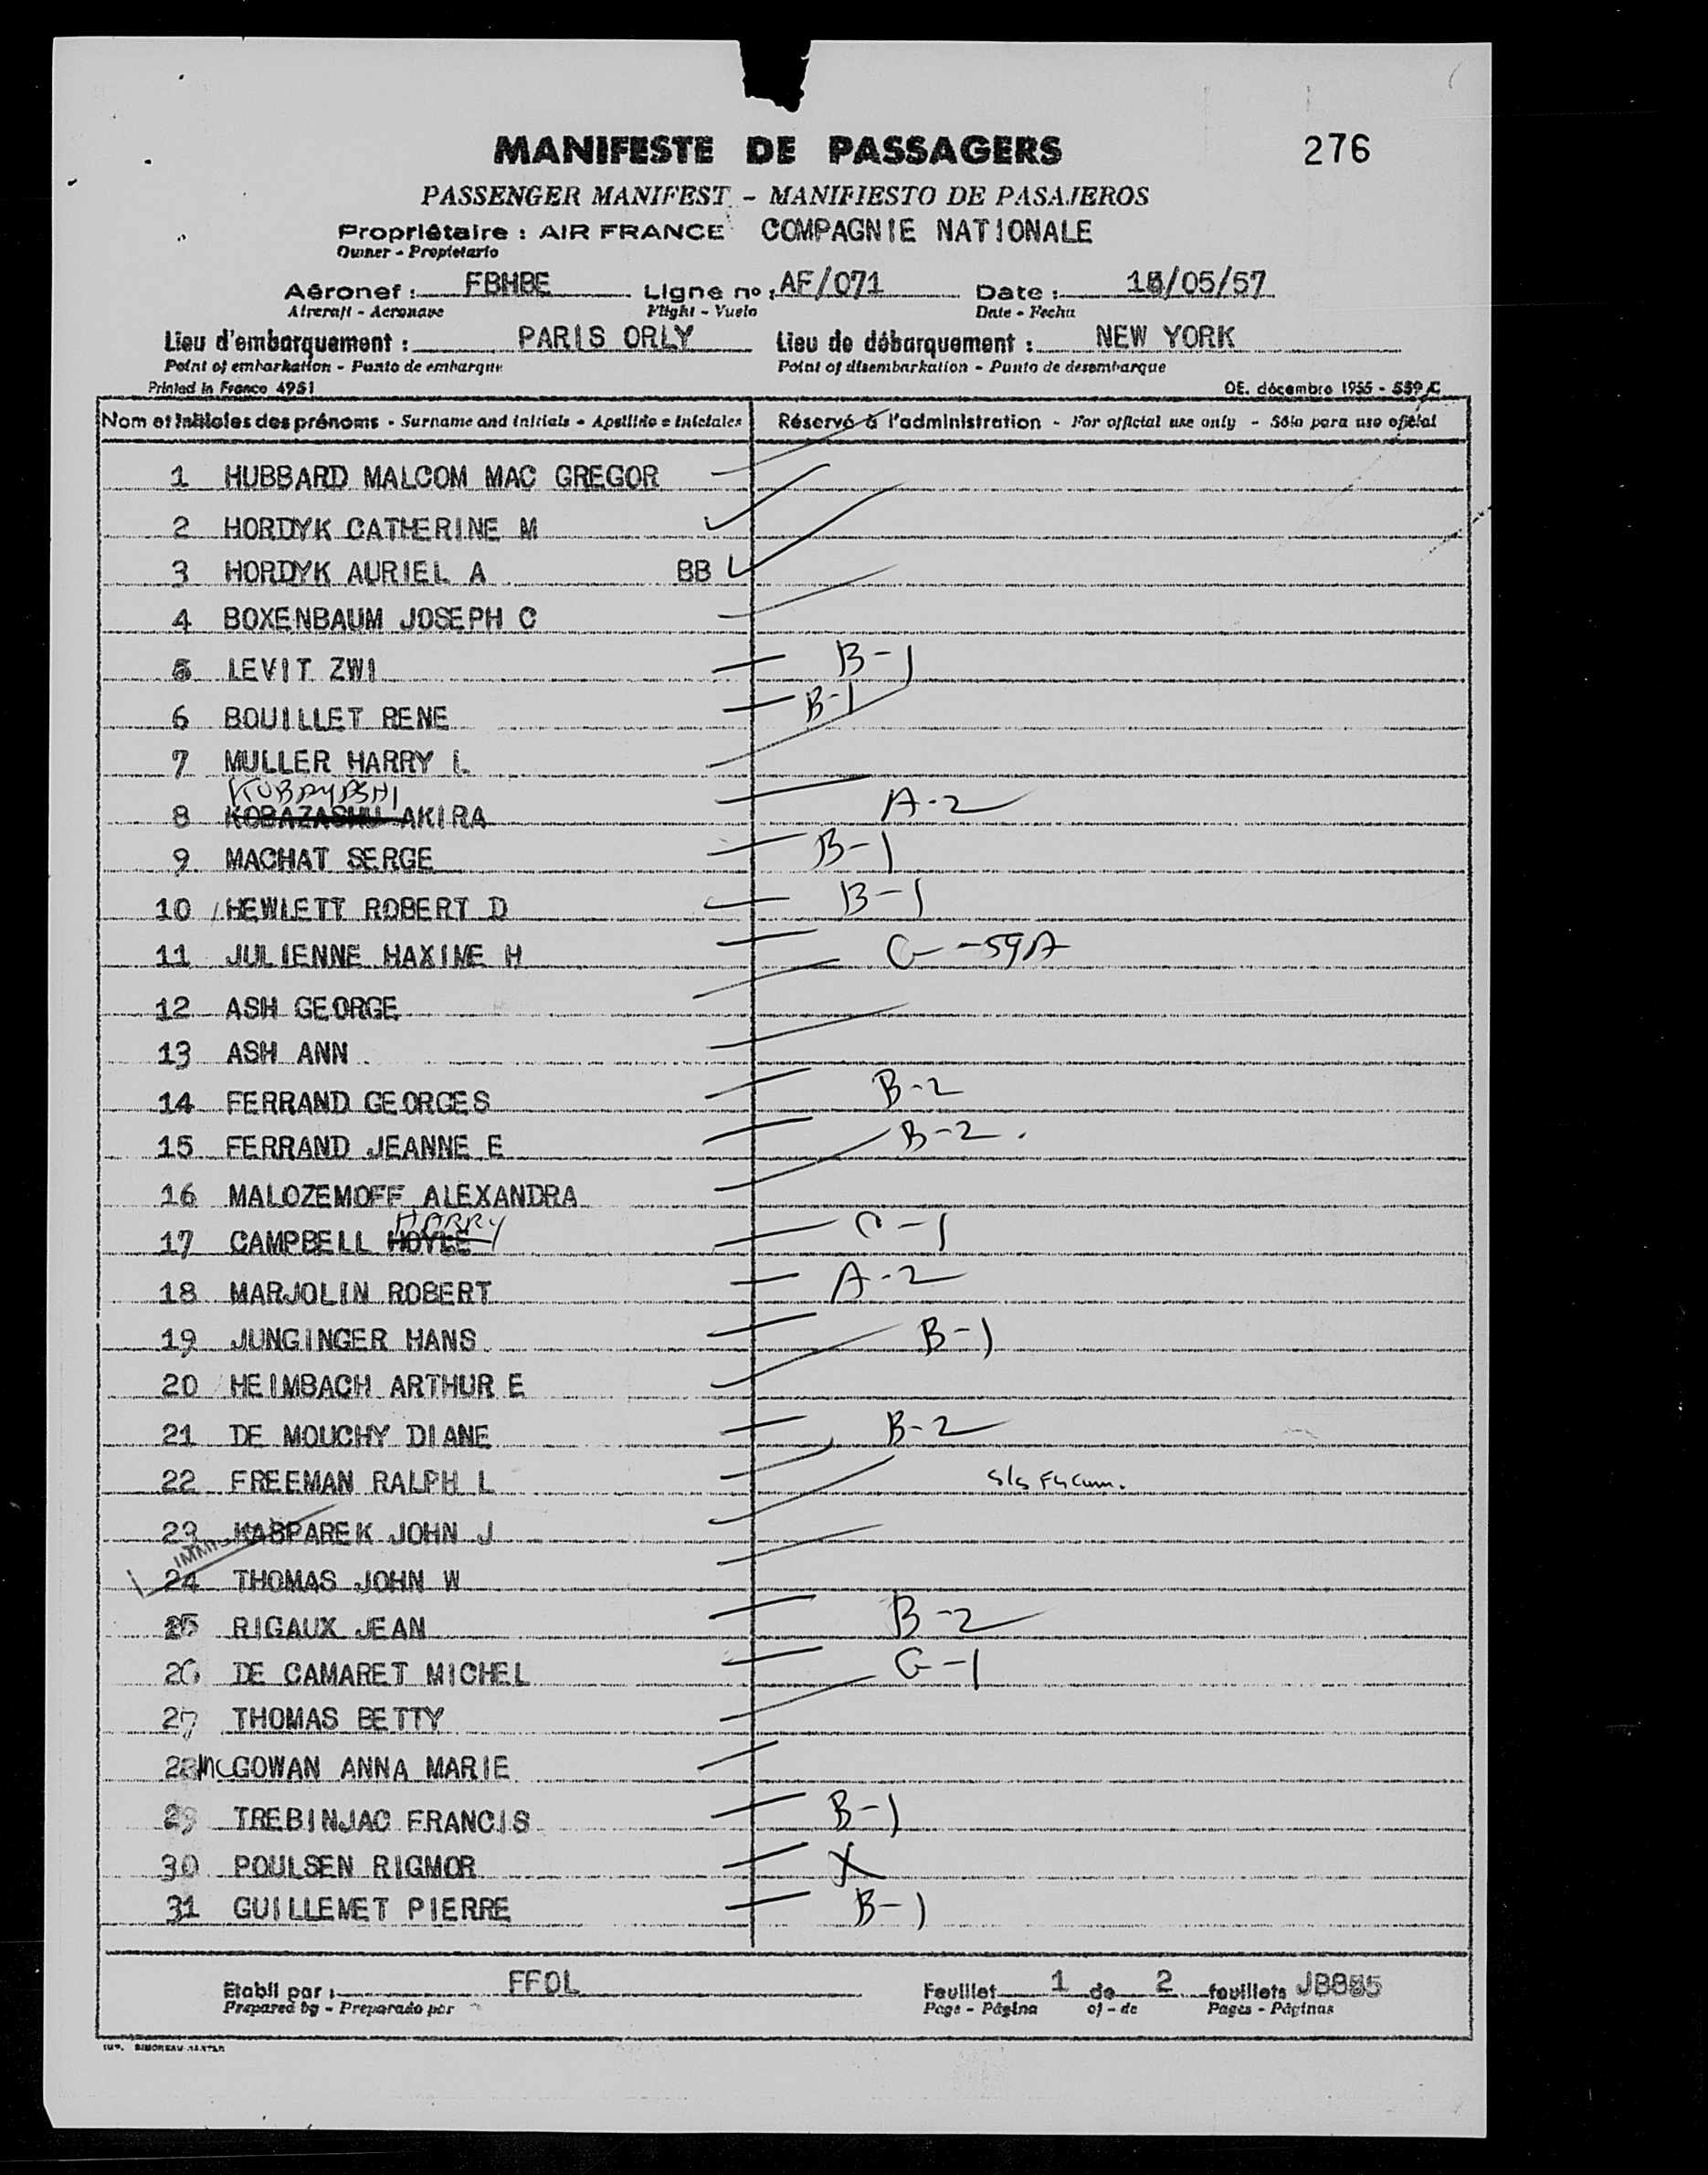 276
MANIFESTE DE PASSAGERS
PASSENGER MANIFEST - MANIFIESTO DE PASAJEROS
Propriétaire : AIR FRANCE COMPAGNIE NATIONALE
Owner - Propietario
Aéronef : FBHBE Ligne nº : AF/071 Date : /05/57
Aircraft - Aeronave Flight - Vuelo Date - Fecha
Lieu d'embarquement : PARIS ORLY Lieu de débarquement : NEW YORK
Point of embarkation - Punto de embarque Point of disembarkation - Punto de desembarque
Printed in France 4951 OE. décembre 1955 - 559/C
Nom et initiales des prénoms - Surname and initials - Apellido e iniciales Réservé à l'administration - For official use only - Sólo para uso oficial
1 HUBBARD MALCOM MAC GREGOR
2 HORDYK CATHERINE M
3 HORDYK AURIEL A BB
4 BOXENBAUM JOSEPH C
5 LEVIT ZWI B-1
6 BOUILLET RENE B-1
7 MULLER HARRY L
KOBAYASHI
8 KOBAZASHU AKIRA A-2
9 MACHAT SERGE B-1
10 HEWLETT ROBERT D B-1
11 JULIENNE MAXIME H G-59A
12 ASH GEORGE
13 ASH ANN
14 FERRAND GEORGES B-2
15 FERRAND JEANNE E B-2
16 MALOZEMOFF ALEXANDRA
HARRY
17 CAMPBELL HOYLE C-1
18 MARJOLIN ROBERT A-2
19 JUNGINGER HANS B-1
20 HEIMBACH ARTHUR E
21 DE MOUCHY DIANE B-2
22 FREEMAN RALPH L
23 KASPAREK JOHN J
24 THOMAS JOHN W
25 RIGAUX JEAN B-2
26 DE CAMARET MICHEL G-1
27 THOMAS BETTY
28 McGOWAN ANNA MARIE
29 TREBINJAC FRANCIS B-1
30 POULSEN RIGMOR X
31 GUILLEMET PIERRE B-1
Etabli par : FFOL Feuillet 1 de 2 feuillets JB885
Prepared by - Preparado por Page - Página of - de Pages - Páginas